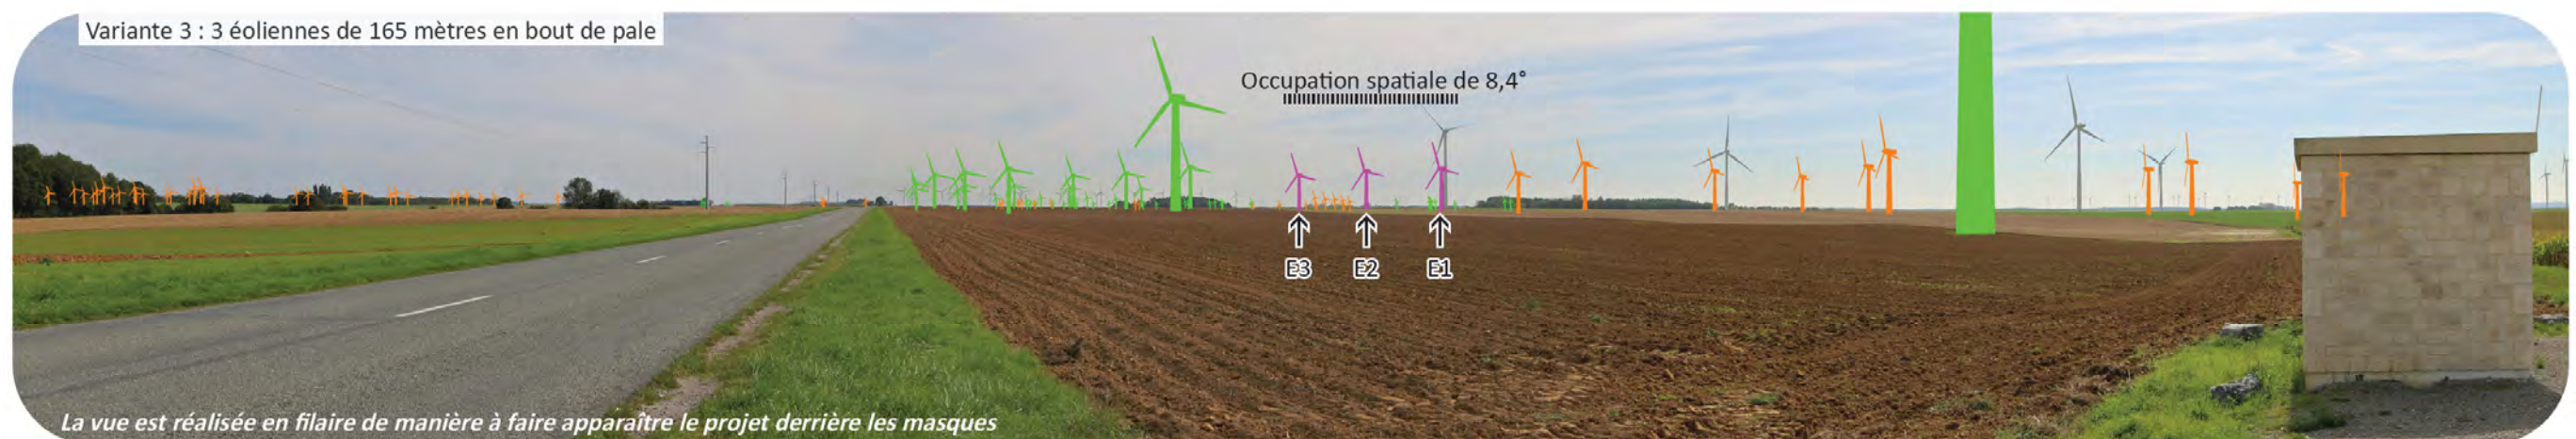 Variante 3 : 3 éoliennes de 165 mètres en bout de pale
Occupation spatiale de 8,4°
E3 E2 E1
La vue est réalisée en filaire de manière à faire apparaître le projet derrière les masques